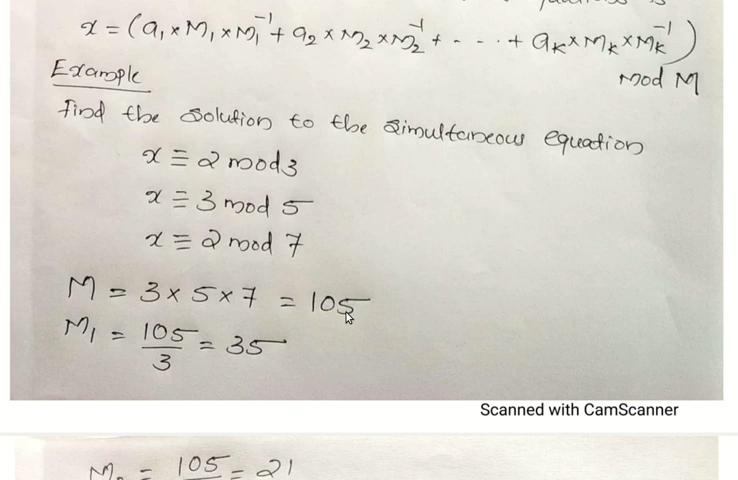 x = (a₁ × M₁ × M₁⁻¹ + a₂ × M₂ × M₂⁻¹ + - - - + aₖ × Mₖ × Mₖ⁻¹)
mod M
Example
find the solution to the simultaneous equation
x ≡ 2 mod 3
x ≡ 3 mod 5
x ≡ 2 mod 7
M = 3 × 5 × 7 = 105
M₁ = 105/3 = 35
Scanned with CamScanner
= 105 = 21